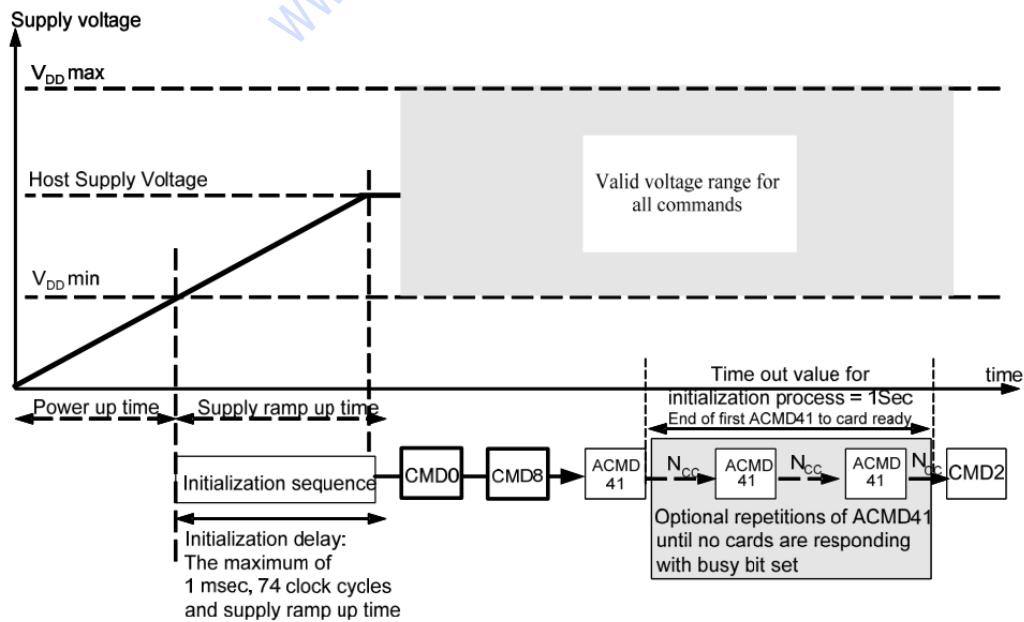 Supply voltage
V_DD max
Host Supply Voltage
Valid voltage range for
all commands
V_DD min
time
Time out value for
initialization process = 1Sec
End of first ACMD41 to card ready
Power up time
Supply ramp up time
Initialization sequence
CMD0
CMD8
ACMD
41
N_CC
ACMD
41
N_CC
ACMD
41
N_CC
CMD2
Optional repetitions of ACMD41
until no cards are responding
with busy bit set
Initialization delay:
The maximum of
1 msec, 74 clock cycles
and supply ramp up time